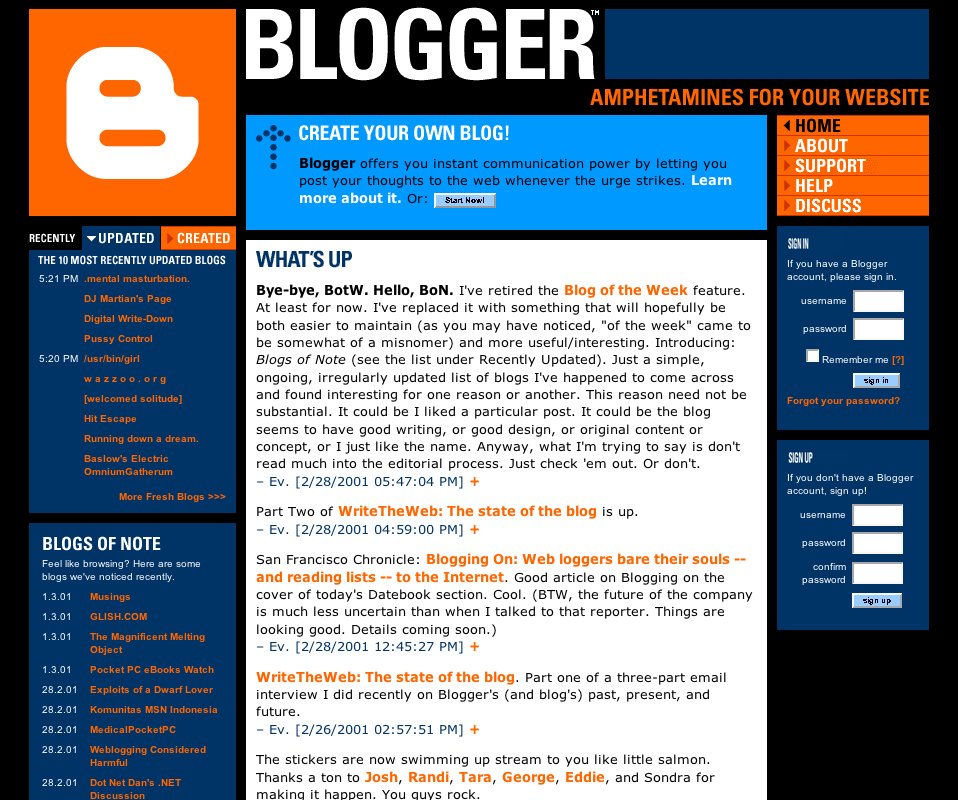 BLOGGER™
AMPHETAMINES FOR YOUR WEBSITE
CREATE YOUR OWN BLOG!
Blogger offers you instant communication power by letting you
post your thoughts to the web whenever the urge strikes. Learn
more about it. Or: Start Now!
HOME
ABOUT
SUPPORT
HELP
DISCUSS
RECENTLY UPDATED CREATED
THE 10 MOST RECENTLY UPDATED BLOGS
5:21 PM .mental masturbation.
DJ Martian's Page
Digital Write-Down
Pussy Control
5:20 PM /usr/bin/girl
w a z z o o . o r g
[welcomed solitude]
Hit Escape
Running down a dream.
Baslow's Electric
OmniumGatherum
More Fresh Blogs >>>
BLOGS OF NOTE
Feel like browsing? Here are some
blogs we've noticed recently.
1.3.01 Musings
1.3.01 GLISH.COM
1.3.01 The Magnificent Melting
Object
1.3.01 Pocket PC eBooks Watch
28.2.01 Exploits of a Dwarf Lover
28.2.01 Komunitas MSN Indonesia
28.2.01 MedicalPocketPC
28.2.01 Weblogging Considered
Harmful
28.2.01 Dot Net Dan's .NET
Discussion
WHAT'S UP
Bye-bye, BotW. Hello, BoN. I've retired the Blog of the Week feature.
At least for now. I've replaced it with something that will hopefully be
both easier to maintain (as you may have noticed, "of the week" came to
be somewhat of a misnomer) and more useful/interesting. Introducing:
Blogs of Note (see the list under Recently Updated). Just a simple,
ongoing, irregularly updated list of blogs I've happened to come across
and found interesting for one reason or another. This reason need not be
substantial. It could be I liked a particular post. It could be the blog
seems to have good writing, or good design, or original content or
concept, or I just like the name. Anyway, what I'm trying to say is don't
read much into the editorial process. Just check 'em out. Or don't.
– Ev. [2/28/2001 05:47:04 PM] +
Part Two of WriteTheWeb: The state of the blog is up.
– Ev. [2/28/2001 04:59:00 PM] +
San Francisco Chronicle: Blogging On: Web loggers bare their souls --
and reading lists -- to the Internet. Good article on Blogging on the
cover of today's Datebook section. Cool. (BTW, the future of the company
is much less uncertain than when I talked to that reporter. Things are
looking good. Details coming soon.)
– Ev. [2/28/2001 12:45:27 PM] +
WriteTheWeb: The state of the blog. Part one of a three-part email
interview I did recently on Blogger's (and blog's) past, present, and
future.
– Ev. [2/26/2001 02:57:51 PM] +
The stickers are now swimming up stream to you like little salmon.
Thanks a ton to Josh, Randi, Tara, George, Eddie, and Sondra for
making it happen. You guys rock.
SIGN IN
If you have a Blogger
account, please sign in.
username
password
Remember me [?]
sign in
Forgot your password?
SIGN UP
If you don't have a Blogger
account, sign up!
username
password
confirm
password
sign up